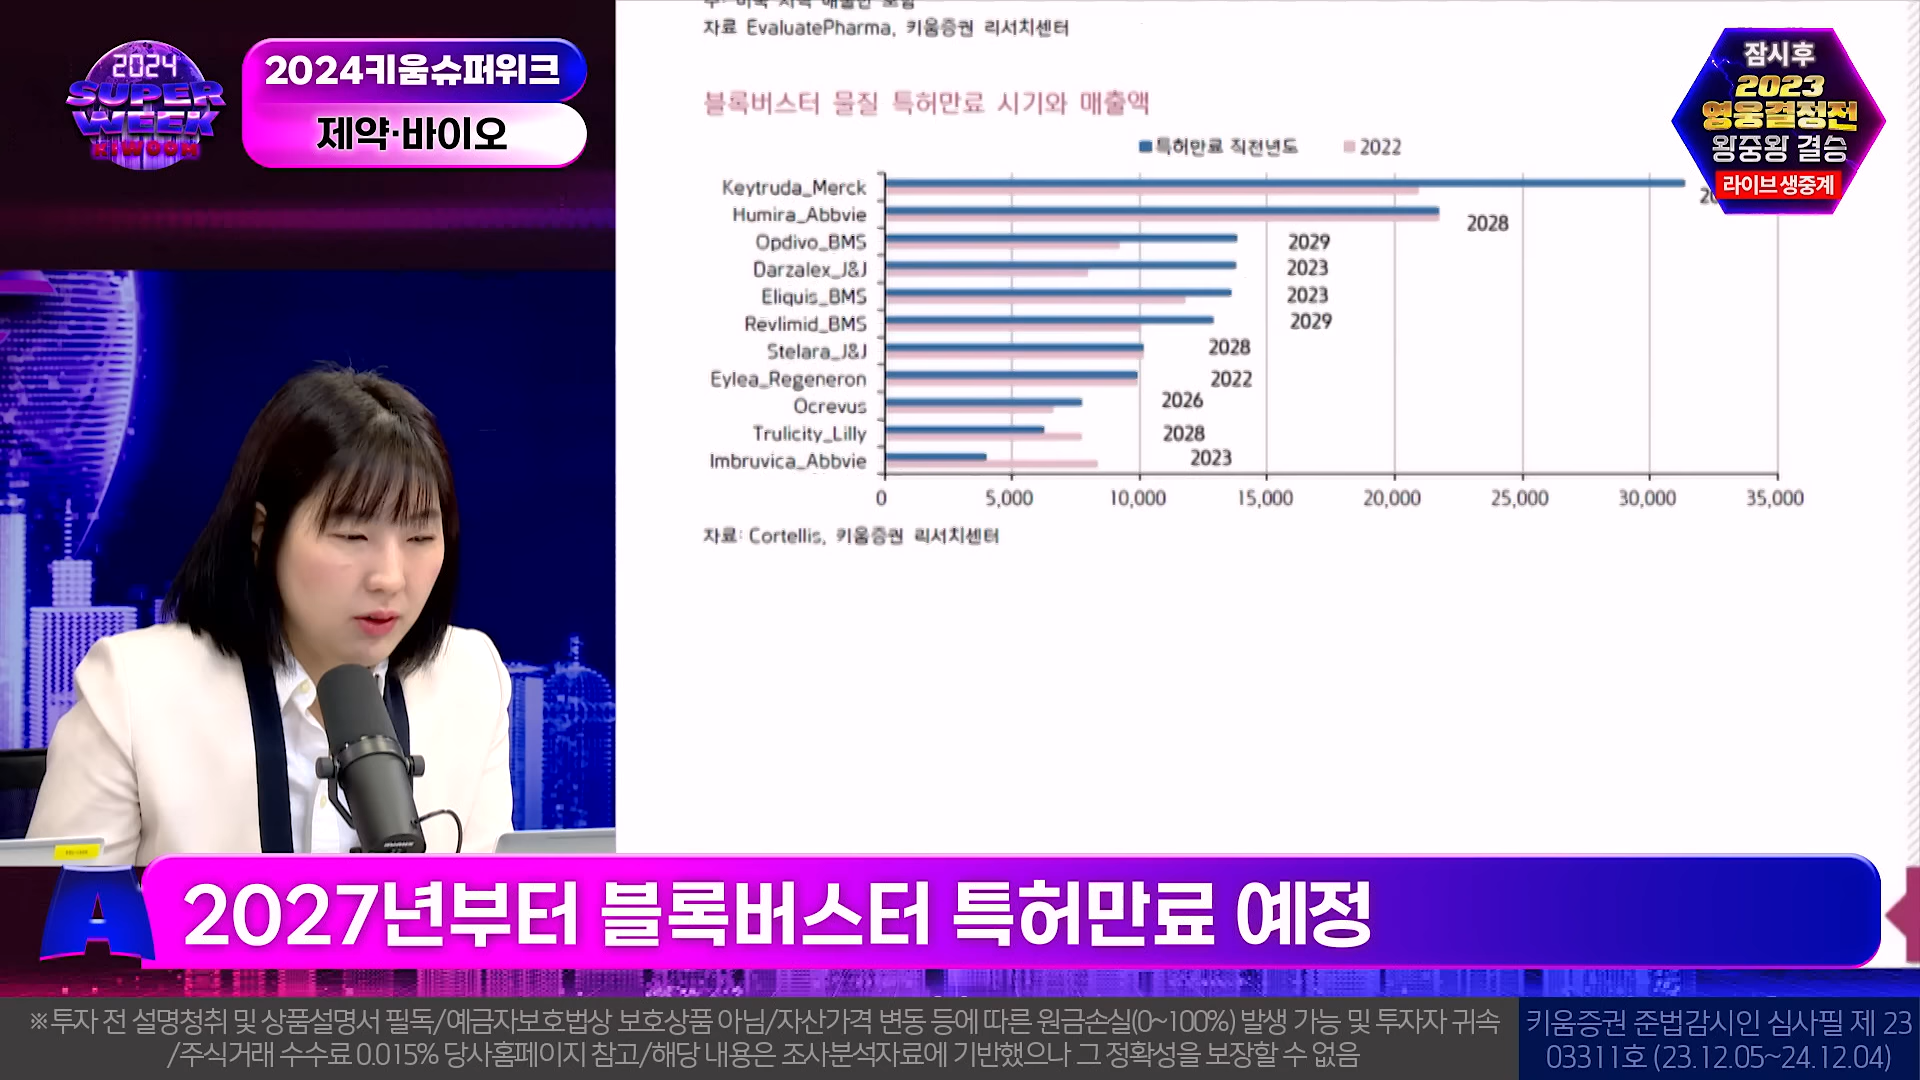 2024
SUPER
WEEK
KIWOOM
2024키움슈퍼위크
제약·바이오
자료 EvaluatePharma, 키움증권 리서치센터
블록버스터 물질 특허만료 시기와 매출액
특허만료 직전년도 2022
Keytruda_Merck
Humira_Abbvie 2028
Opdivo_BMS 2029
Darzalex_J&J 2023
Eliquis_BMS 2023
Revlimid_BMS 2029
Stelara_J&J 2028
Eylea_Regeneron 2022
Ocrevus 2026
Trulicity_Lilly 2028
Imbruvica_Abbvie 2023
0 5,000 10,000 15,000 20,000 25,000 30,000 35,000
자료: Cortellis, 키움증권 리서치센터
잠시후
2023
영웅결정전
왕중왕 결승
라이브 생중계
A 2027년부터 블록버스터 특허만료 예정
※투자 전 설명청취 및 상품설명서 필독/예금자보호법상 보호상품 아님/자산가격 변동 등에 따른 원금손실(0~100%) 발생 가능 및 투자자 귀속
/주식거래 수수료 0.015% 당사홈페이지 참고/해당 내용은 조사분석자료에 기반했으나 그 정확성을 보장할 수 없음
키움증권 준법감시인 심사필 제 23
03311호 (23.12.05~24.12.04)